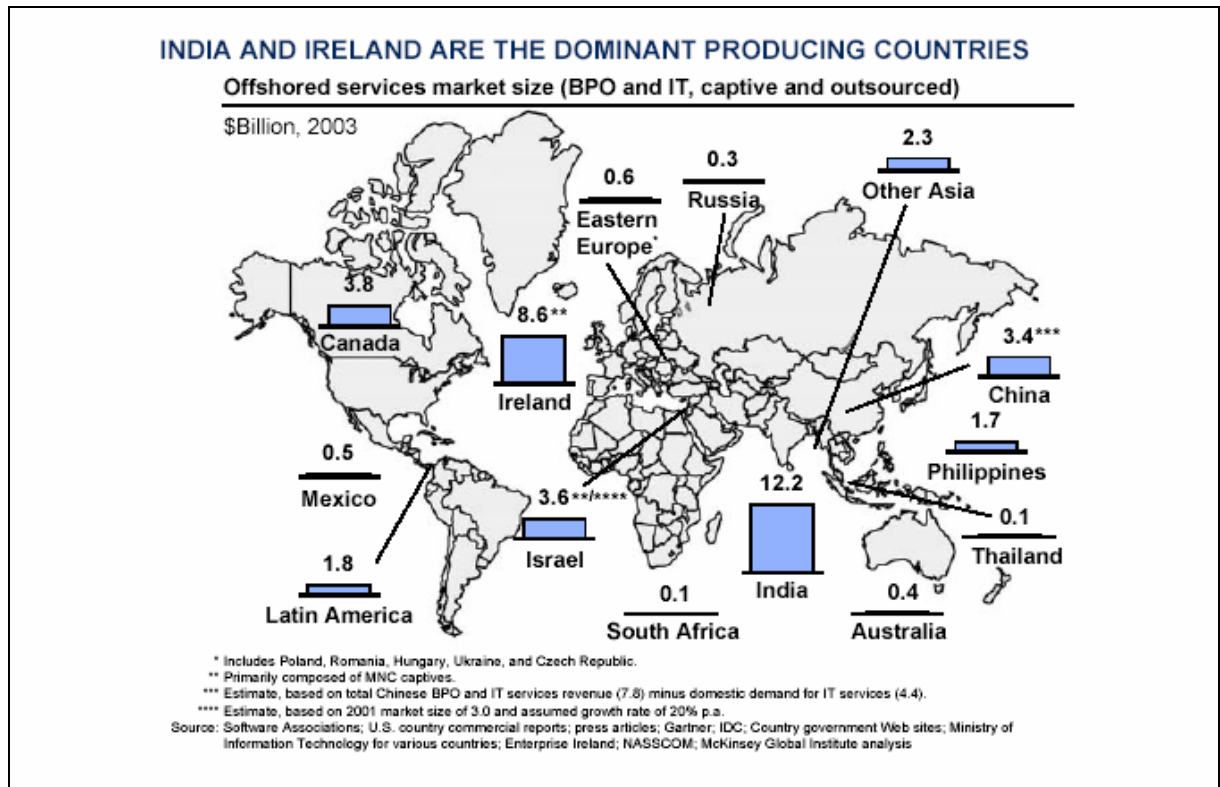 INDIA AND IRELAND ARE THE DOMINANT PRODUCING COUNTRIES
Offshored services market size (BPO and IT, captive and outsourced)
$Billion, 2003
2.3
Other Asia
0.3
Russia
0.6
Eastern
Europe*
3.8
Canada
8.6**
Ireland
3.4***
China
1.7
Philippines
0.5
Mexico
3.6**/****
Israel
12.2
India
0.1
Thailand
1.8
Latin America
0.1
South Africa
0.4
Australia
* Includes Poland, Romania, Hungary, Ukraine, and Czech Republic.
** Primarily composed of MNC captives.
*** Estimate, based on total Chinese BPO and IT services revenue (7.8) minus domestic demand for IT services (4.4).
**** Estimate, based on 2001 market size of 3.0 and assumed growth rate of 20% p.a.
Source: Software Associations; U.S. country commercial reports; press articles; Gartner; IDC; Country government Web sites; Ministry of
Information Technology for various countries; Enterprise Ireland; NASSCOM; McKinsey Global Institute analysis